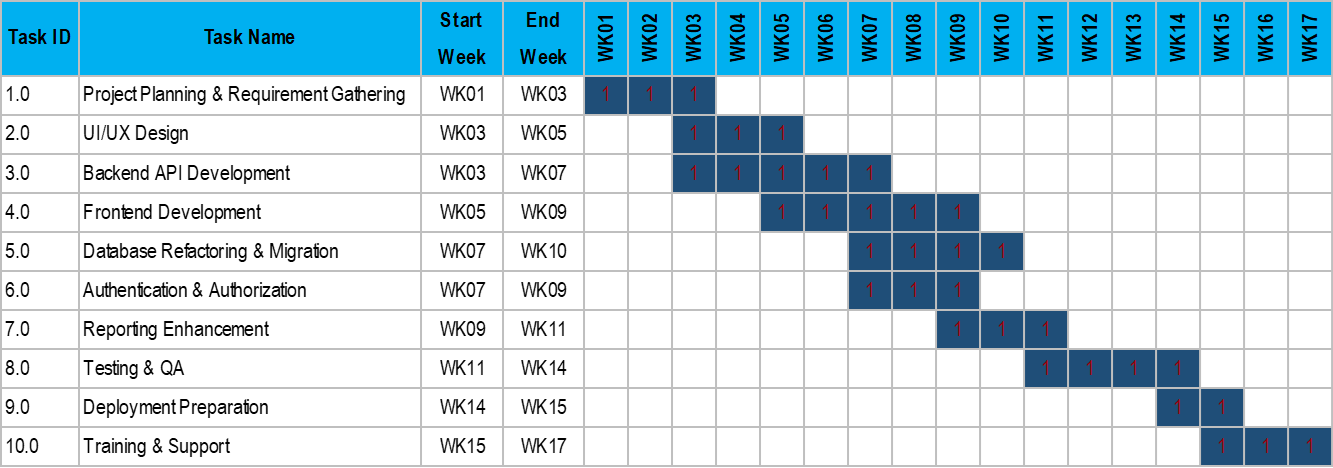 Task ID Task Name Start Week End Week WK01 WK02 WK03 WK04 WK05 WK06 WK07 WK08 WK09 WK10 WK11 WK12 WK13 WK14 WK15 WK16 WK17
1.0 Project Planning & Requirement Gathering WK01 WK03 1 1 1
2.0 UI/UX Design WK03 WK05 1 1 1
3.0 Backend API Development WK03 WK07 1 1 1 1 1
4.0 Frontend Development WK05 WK09 1 1 1 1 1
5.0 Database Refactoring & Migration WK07 WK10 1 1 1 1
6.0 Authentication & Authorization WK07 WK09 1 1 1
7.0 Reporting Enhancement WK09 WK11 1 1 1
8.0 Testing & QA WK11 WK14 1 1 1 1
9.0 Deployment Preparation WK14 WK15 1 1
10.0 Training & Support WK15 WK17 1 1 1